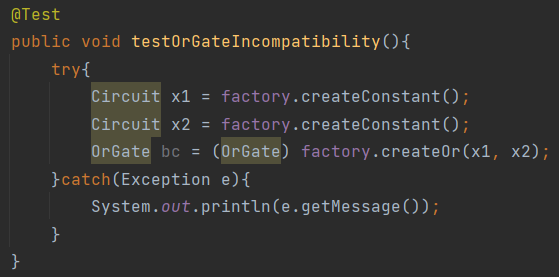 @Test
public void testOrGateIncompatibility(){
    try{
        Circuit x1 = factory.createConstant();
        Circuit x2 = factory.createConstant();
        OrGate bc = (OrGate) factory.createOr(x1, x2);
    }catch(Exception e){
        System.out.println(e.getMessage());
    }
}